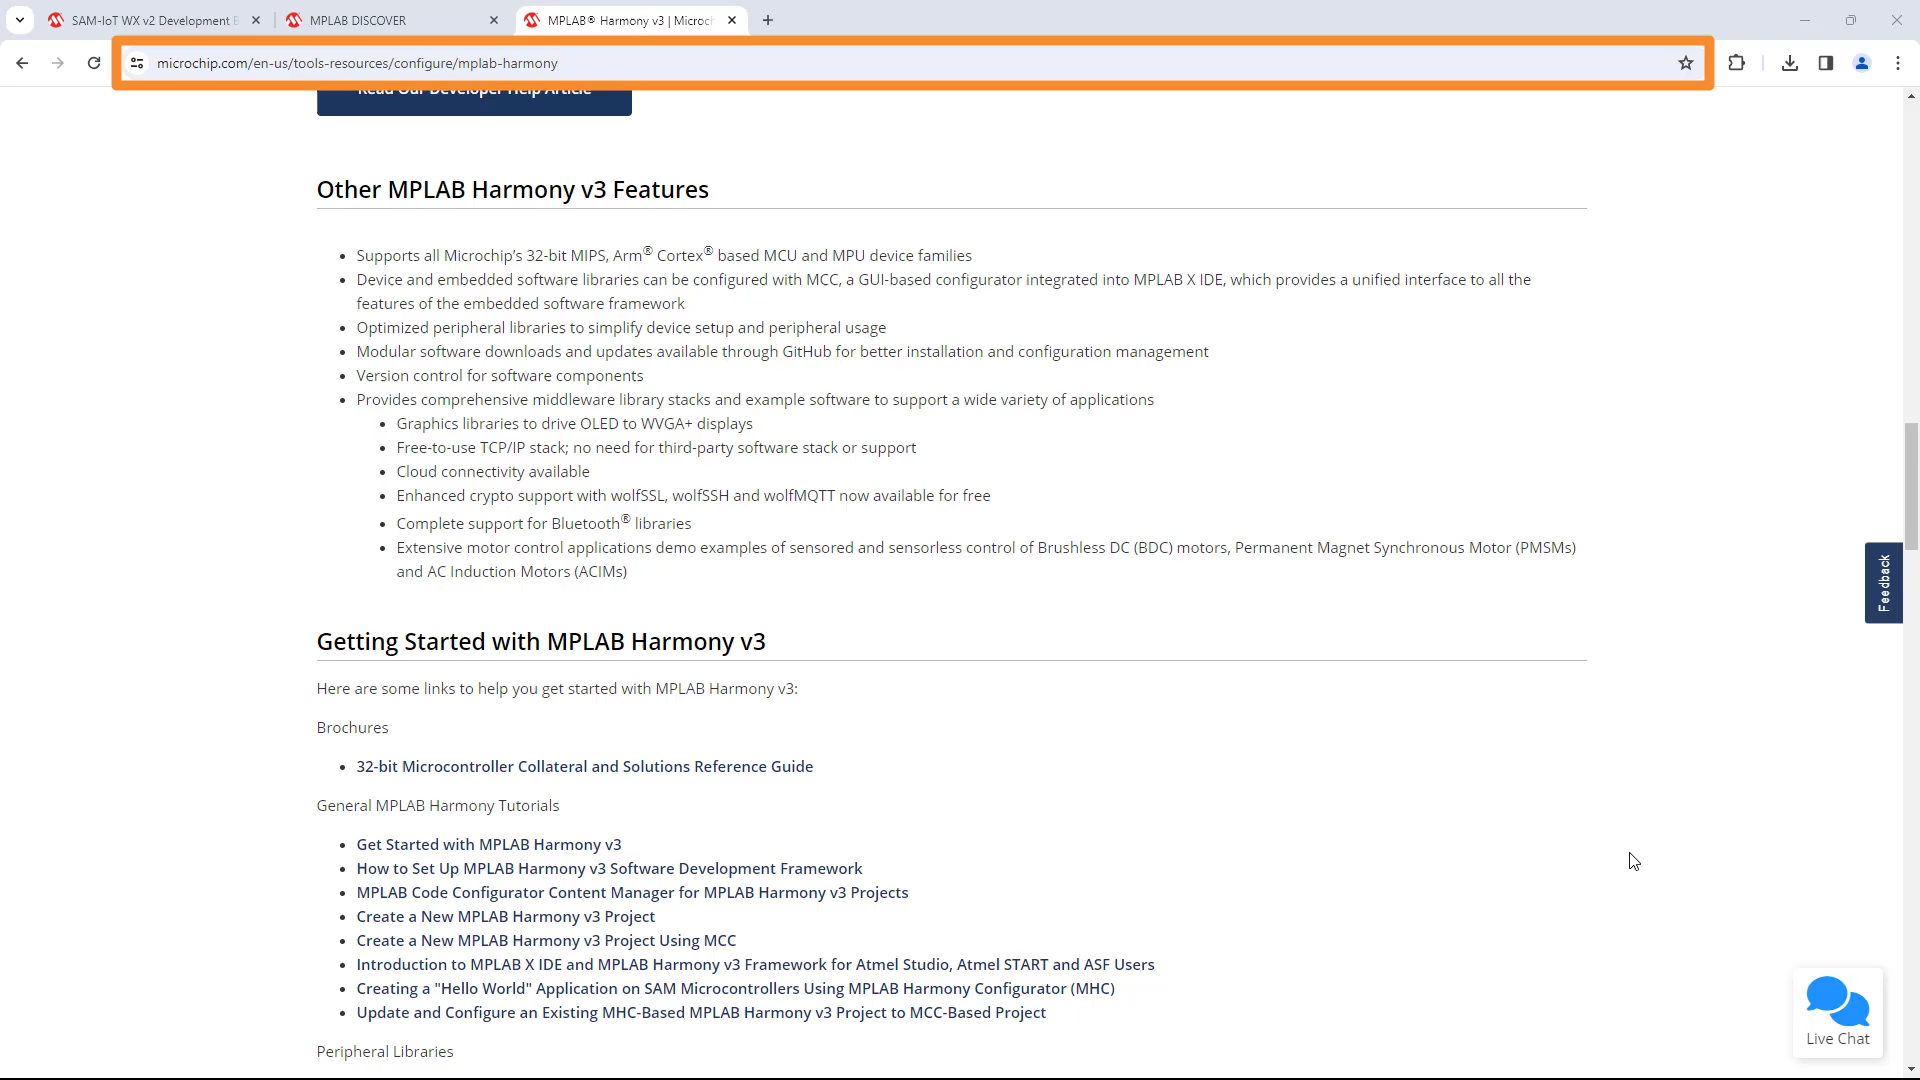 SAM-IoT WX v2 Development B
MPLAB DISCOVER
MPLAB® Harmony v3 | Microch
microchip.com/en-us/tools-resources/configure/mplab-harmony
Read Our Developer Help Article
Other MPLAB Harmony v3 Features
Supports all Microchip’s 32-bit MIPS, Arm® Cortex® based MCU and MPU device families
Device and embedded software libraries can be configured with MCC, a GUI-based configurator integrated into MPLAB X IDE, which provides a unified interface to all the
features of the embedded software framework
Optimized peripheral libraries to simplify device setup and peripheral usage
Modular software downloads and updates available through GitHub for better installation and configuration management
Version control for software components
Provides comprehensive middleware library stacks and example software to support a wide variety of applications
Graphics libraries to drive OLED to WVGA+ displays
Free-to-use TCP/IP stack; no need for third-party software stack or support
Cloud connectivity available
Enhanced crypto support with wolfSSL, wolfSSH and wolfMQTT now available for free
Complete support for Bluetooth® libraries
Extensive motor control applications demo examples of sensored and sensorless control of Brushless DC (BDC) motors, Permanent Magnet Synchronous Motor (PMSMs)
and AC Induction Motors (ACIMs)
Feedback
Getting Started with MPLAB Harmony v3
Here are some links to help you get started with MPLAB Harmony v3:
Brochures
32-bit Microcontroller Collateral and Solutions Reference Guide
General MPLAB Harmony Tutorials
Get Started with MPLAB Harmony v3
How to Set Up MPLAB Harmony v3 Software Development Framework
MPLAB Code Configurator Content Manager for MPLAB Harmony v3 Projects
Create a New MPLAB Harmony v3 Project
Create a New MPLAB Harmony v3 Project Using MCC
Introduction to MPLAB X IDE and MPLAB Harmony v3 Framework for Atmel Studio, Atmel START and ASF Users
Creating a "Hello World" Application on SAM Microcontrollers Using MPLAB Harmony Configurator (MHC)
Update and Configure an Existing MHC-Based MPLAB Harmony v3 Project to MCC-Based Project
Live Chat
Peripheral Libraries